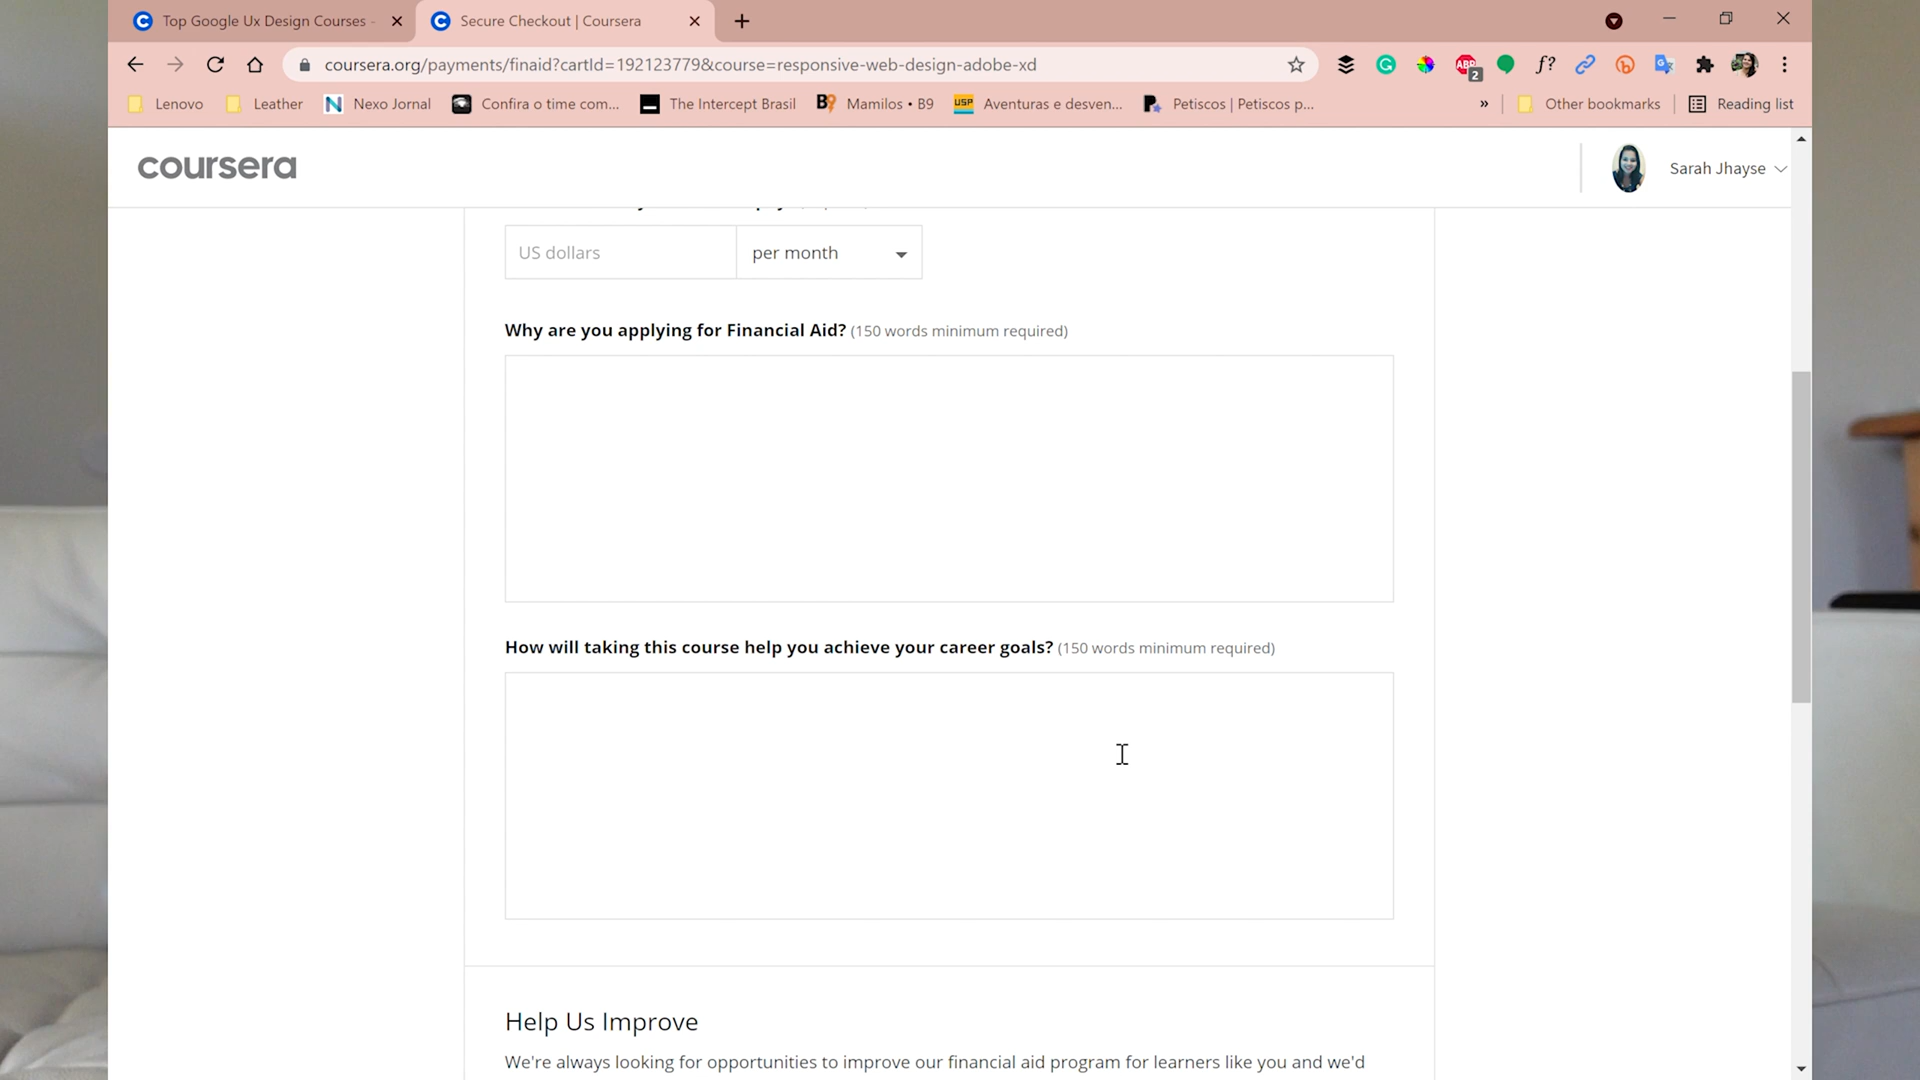 Top Google Ux Design Courses -
Secure Checkout | Coursera
coursera.org/payments/finaid?cartId=192123779&course=responsive-web-design-adobe-xd
ABP
2
f?
Lenovo
Leather
N
Nexo Jornal
Confira o time com...
The Intercept Brasil
B9
Mamilos • B9
USP
Aventuras e desven...
Petiscos | Petiscos p...
»
Other bookmarks
Reading list
coursera
Sarah Jhayse
US dollars
per month
Why are you applying for Financial Aid? (150 words minimum required)
How will taking this course help you achieve your career goals? (150 words minimum required)
Help Us Improve
We're always looking for opportunities to improve our financial aid program for learners like you and we'd